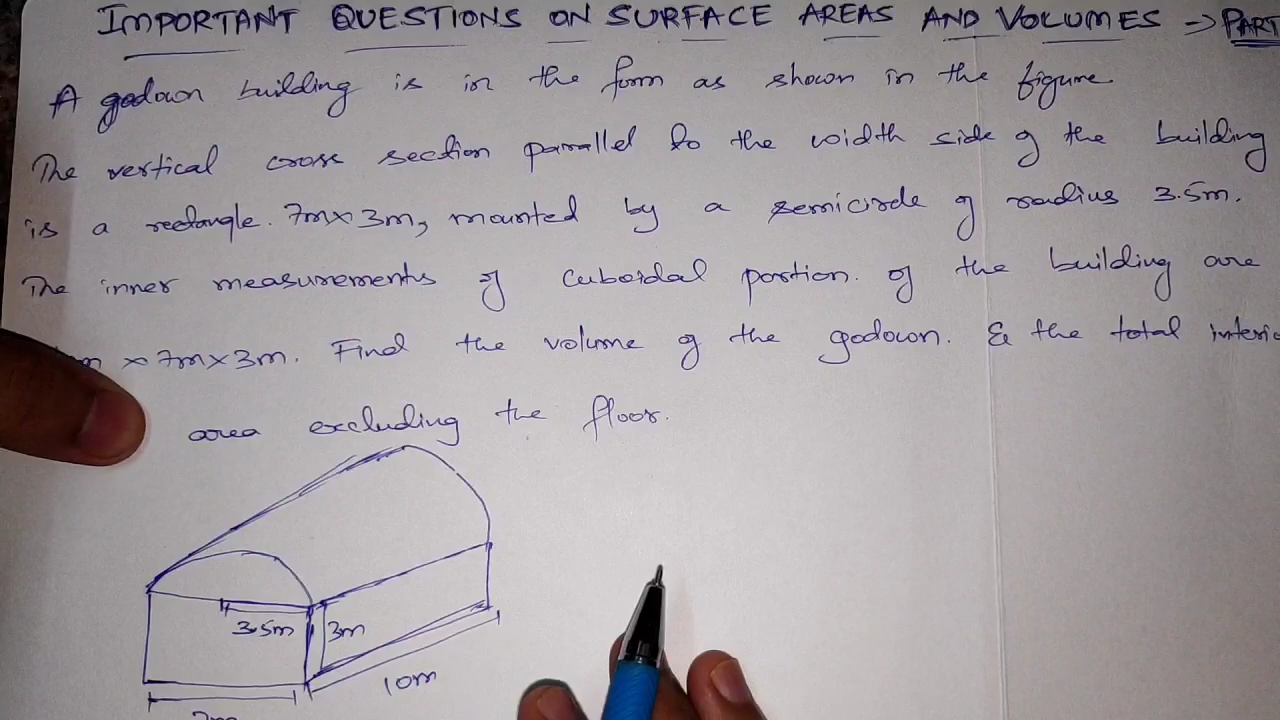 IMPORTANT QUESTIONS ON SURFACE AREAS AND VOLUMES → PART
A godown building is in the form as shown in the figure
The vertical cross section parallel to the width side of the building
is a rectangle. 7m×3m, mounted by a semicircle of radius 3.5m.
The inner measurements of cuboidal portion. of the building are
× 7m×3m. Find the volume of the godown. & the total
area excluding the floor.
3.5m
3m
10m